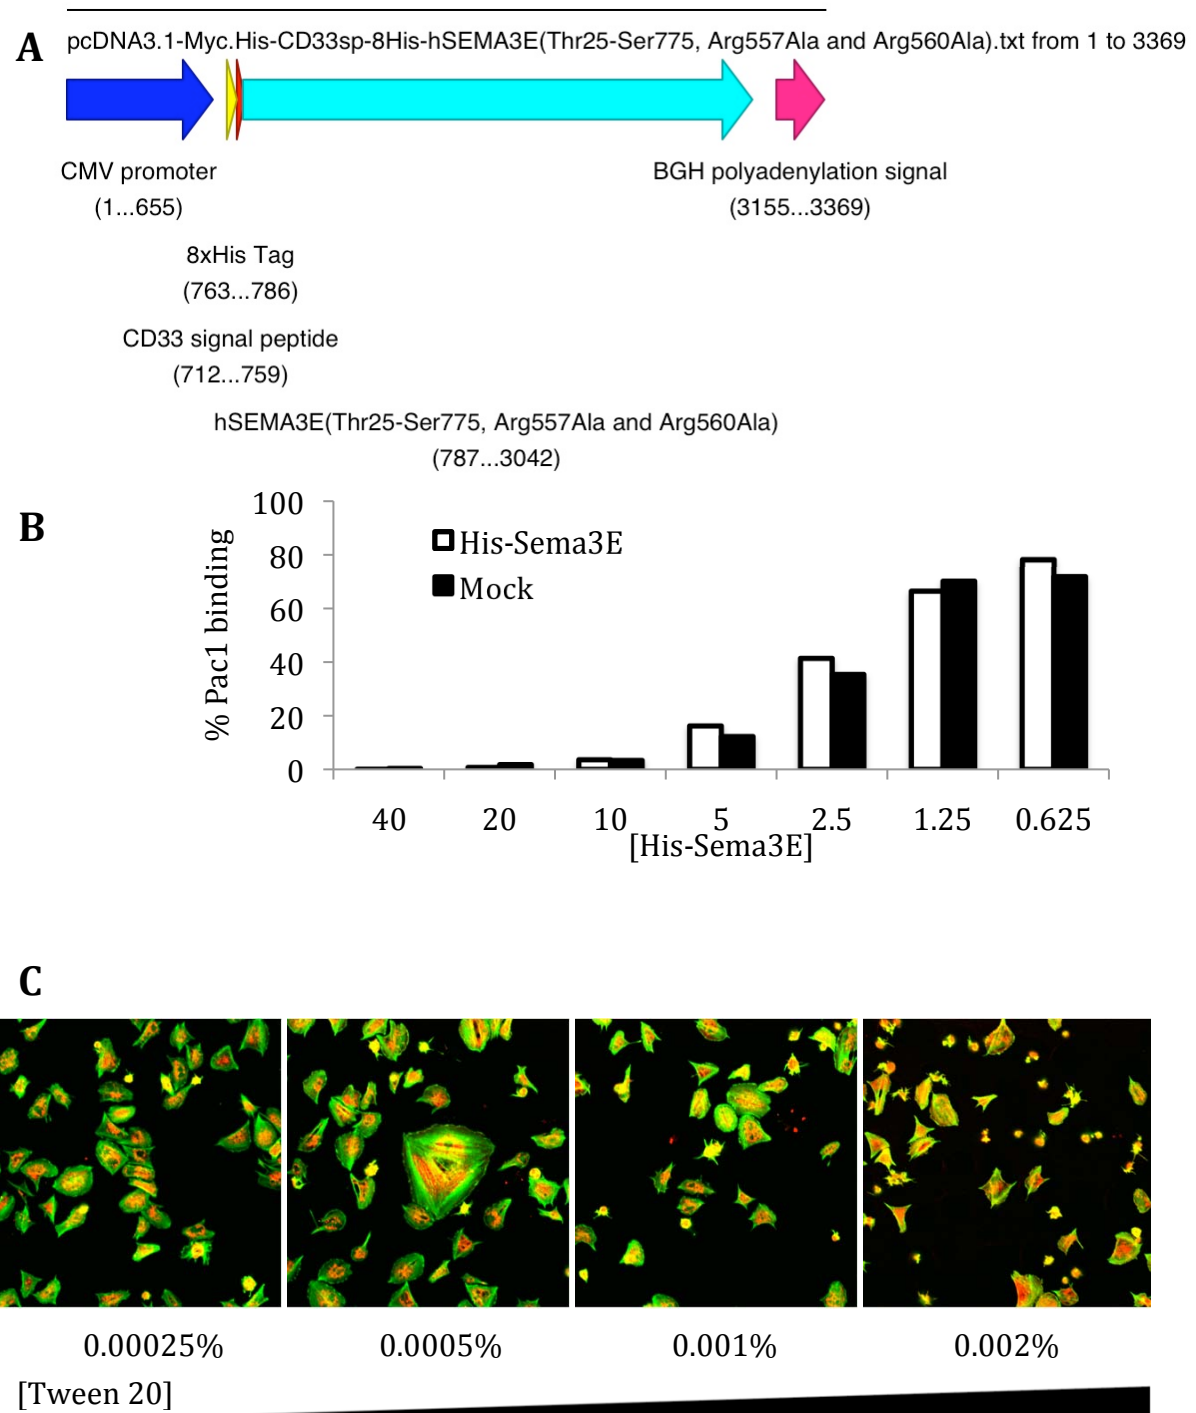 A
pcDNA3.1-Myc.His-CD33sp-8His-hSEMA3E(Thr25-Ser775, Arg557Ala and Arg560Ala).txt from 1 to 3369
CMV promoter
(1...655)
BGH polyadenylation signal
(3155...3369)
8xHis Tag
(763...786)
CD33 signal peptide
(712...759)
hSEMA3E(Thr25-Ser775, Arg557Ala and Arg560Ala)
(787...3042)
B
% Pac1 binding
100
80
60
40
20
0
His-Sema3E
Mock
40 20 10 5 2.5 1.25 0.625
[His-Sema3E]
C
0.00025% 0.0005% 0.001% 0.002%
[Tween 20]